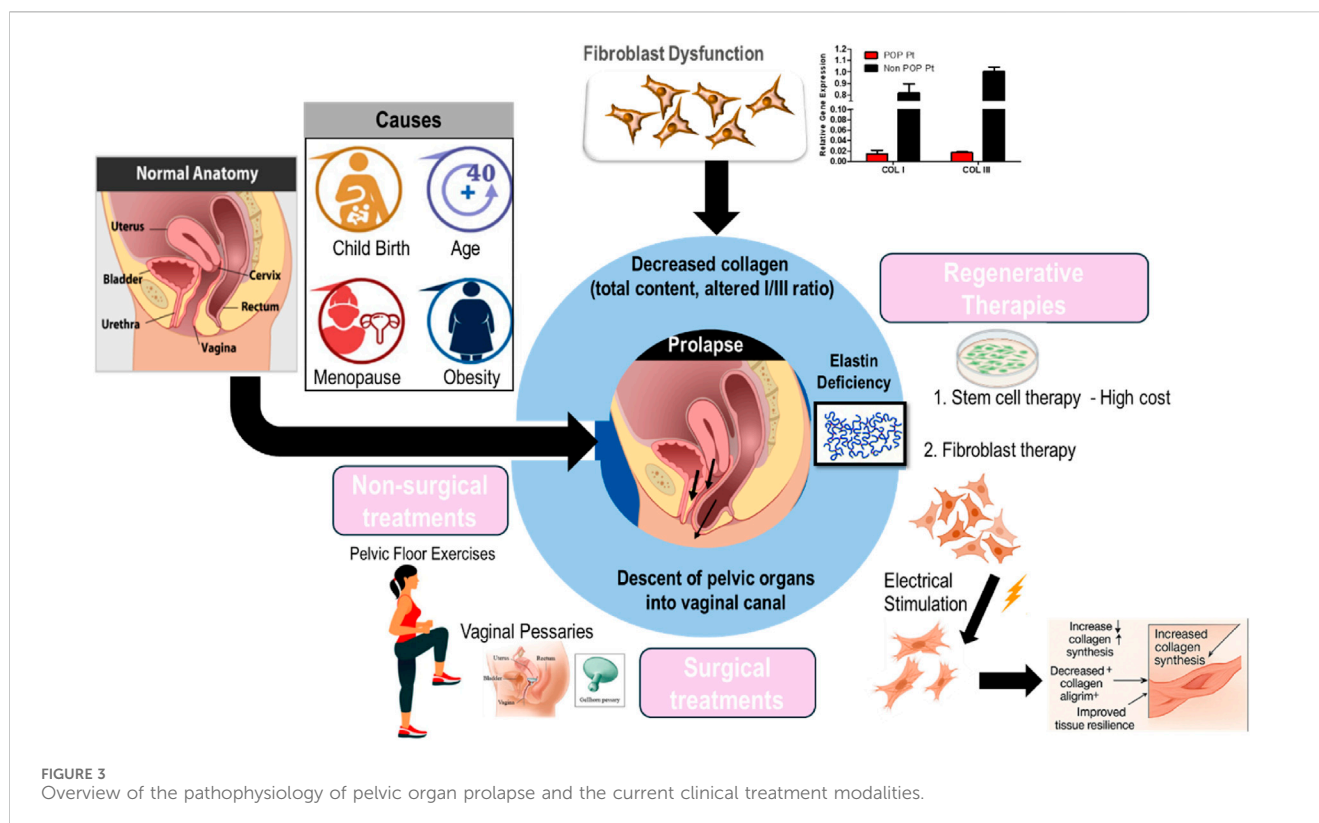 Fibroblast Dysfunction
Relative Gene Expression
1.2
1.1
1.0
0.9
0.8
0.10
0.08
0.06
0.04
0.02
0.00
POP Pt
Non POP Pt
COL I
COL III
Causes
40
+
Child Birth
Age
Menopause
Obesity
Normal Anatomy
Uterus
Bladder
Cervix
Rectum
Urethra
Vagina
Decreased collagen
(total content, altered I/III ratio)
Prolapse
Elastin
Deficiency
Descent of pelvic organs
into vaginal canal
Regenerative
Therapies
1. Stem cell therapy - High cost
2. Fibroblast therapy
Electrical
Stimulation
Increase
collagen
synthesis
Decreased +
collagen
aligrim+
Improved
tissue resilience
Increased
collagen
synthesis
Non-surgical
treatments
Pelvic Floor Exercises
Vaginal Pessaries
Uterus
Rectum
Bladder
Vagina
Gellhorn pessary
Surgical
treatments
FIGURE 3
Overview of the pathophysiology of pelvic organ prolapse and the current clinical treatment modalities.